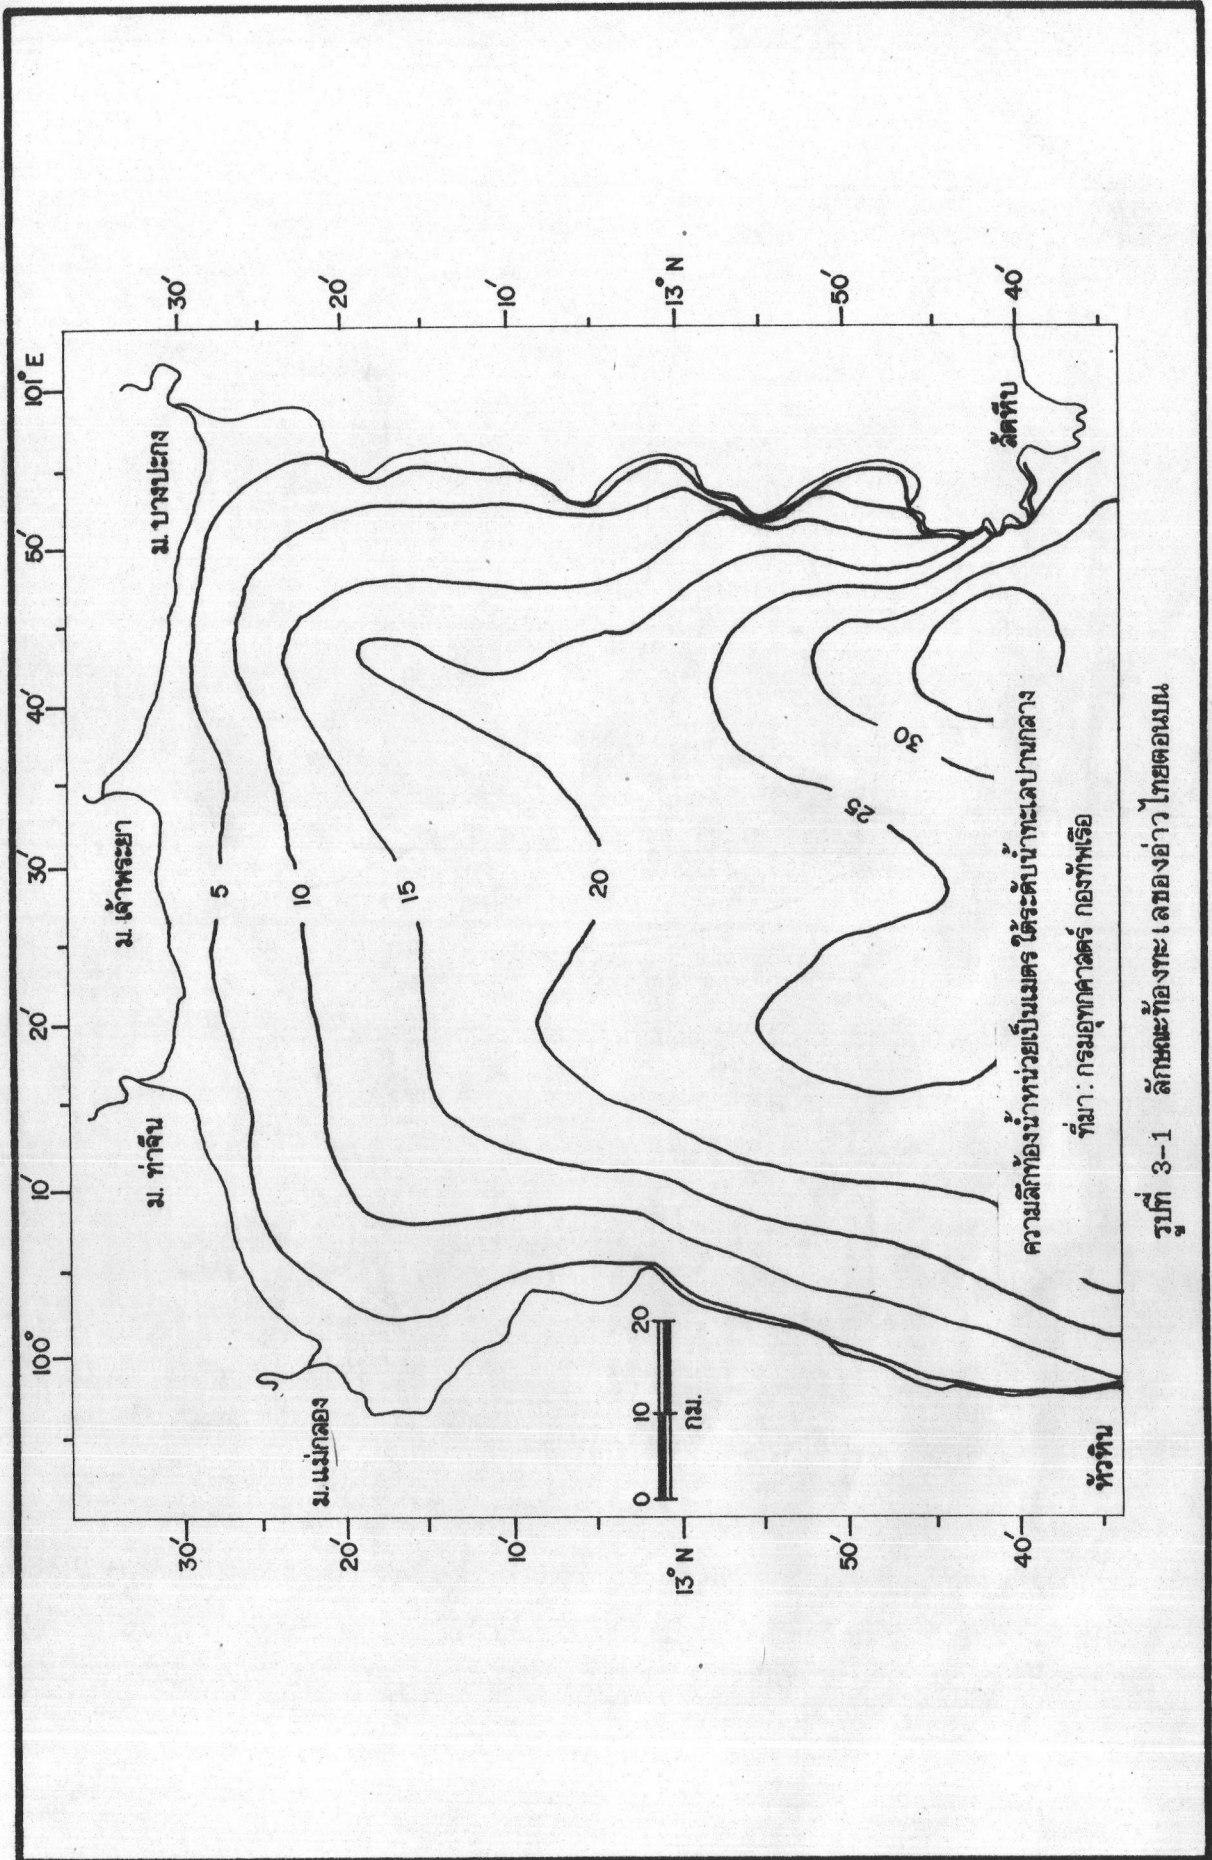 100°
10′
20′
30′
40′
50′
101° E
ม. แม่กลอง
ม. ท่าจีน
ม. เจ้าพระยา
ม. บางปะกง
30′
20′
10′
13° N
50′
40′
30′
20′
10′
13° N
50′
40′
5
10
15
20
25
30
0 10 20
กม.
หัวหิน
สัตหีบ
ความลึกท้องน้ำหน่วยเป็นเมตร ใต้ระดับน้ำทะเลปานกลาง
ที่มา : กรมอุทกศาสตร์ กองทัพเรือ
รูปที่ 3-1 ลักษณะท้องทะเลของอ่าวไทยตอนบน